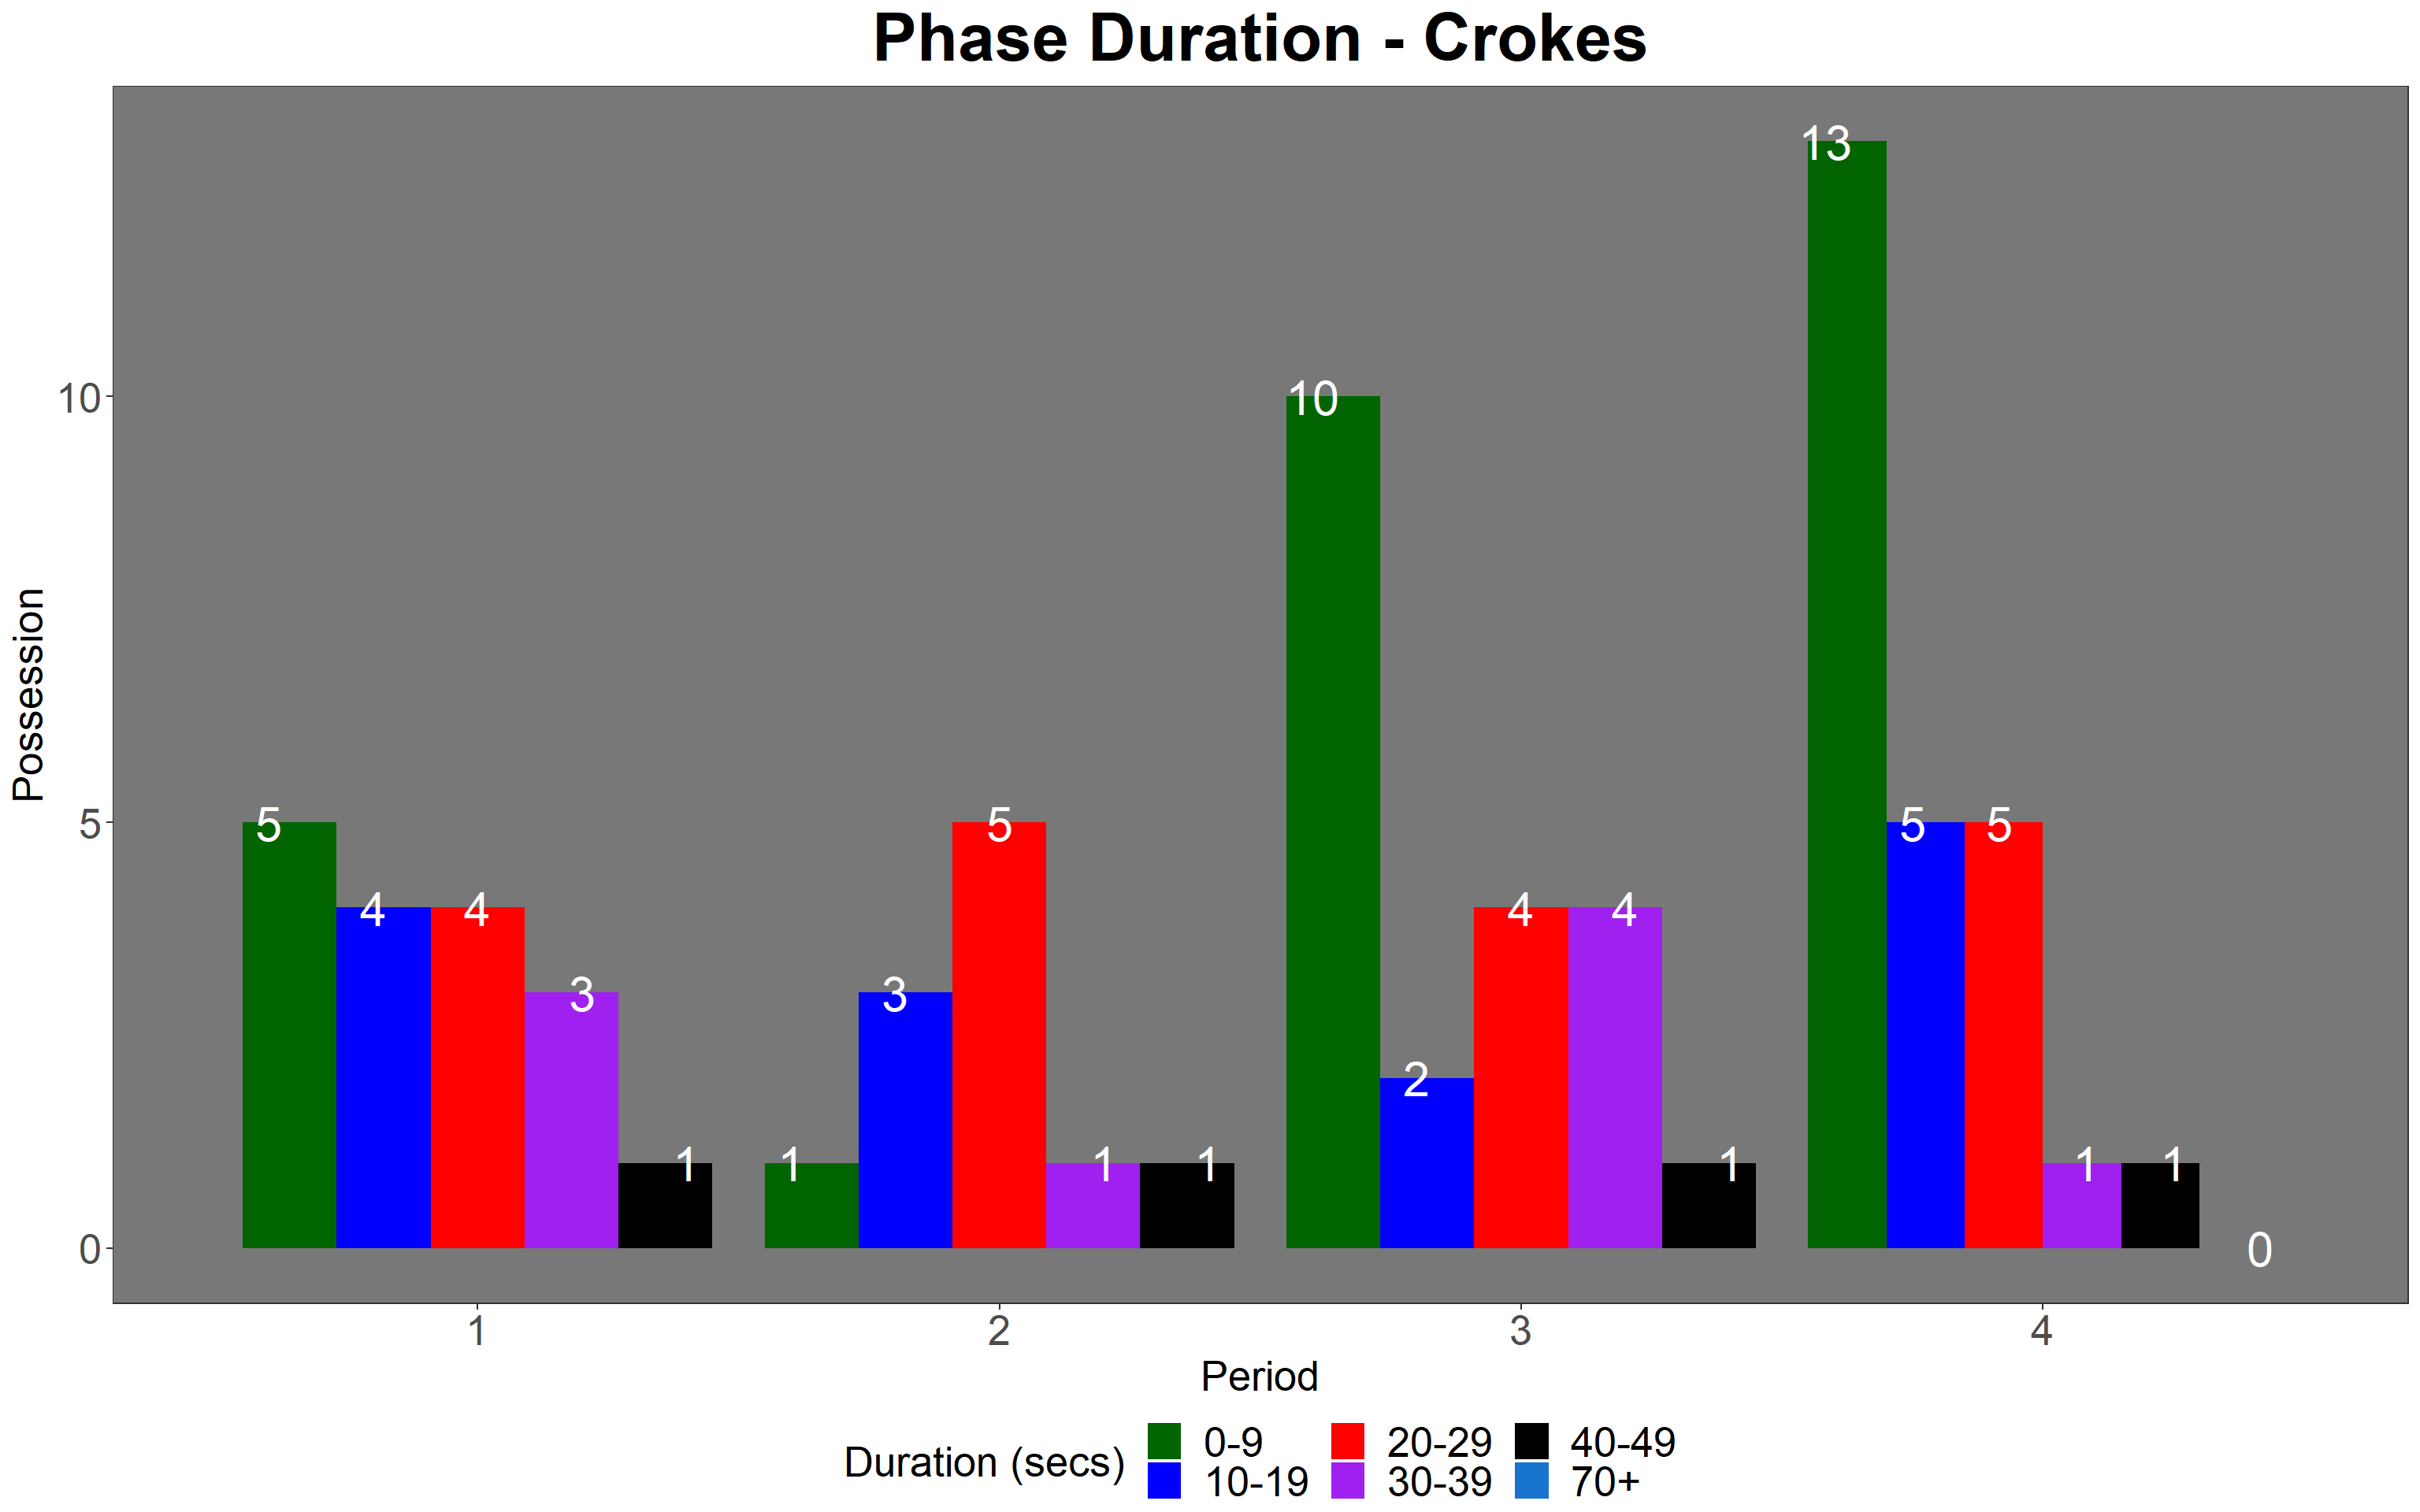 Phase Duration - Crokes
Possession
10
5
0
5 4 4 3 1
1 3 5 1 1
10 2 4 4 1
13 5 5 1 1 0
1 2 3 4
Period
Duration (secs)
0-9 20-29 40-49
10-19 30-39 70+